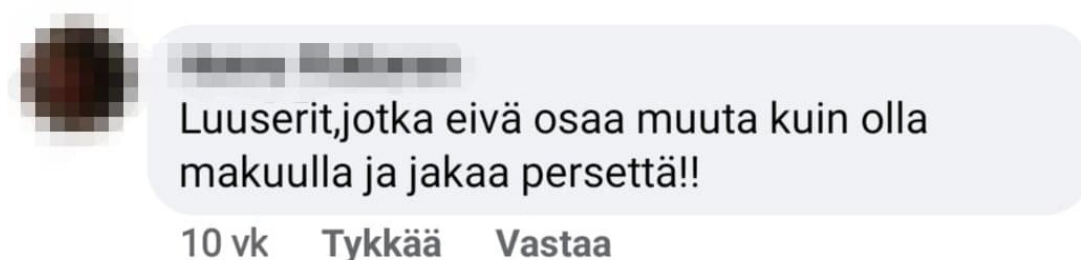 Luuserit,jotka eivä osaa muuta kuin olla
makuulla ja jakaa persettä!!
10 vk Tykkää Vastaa